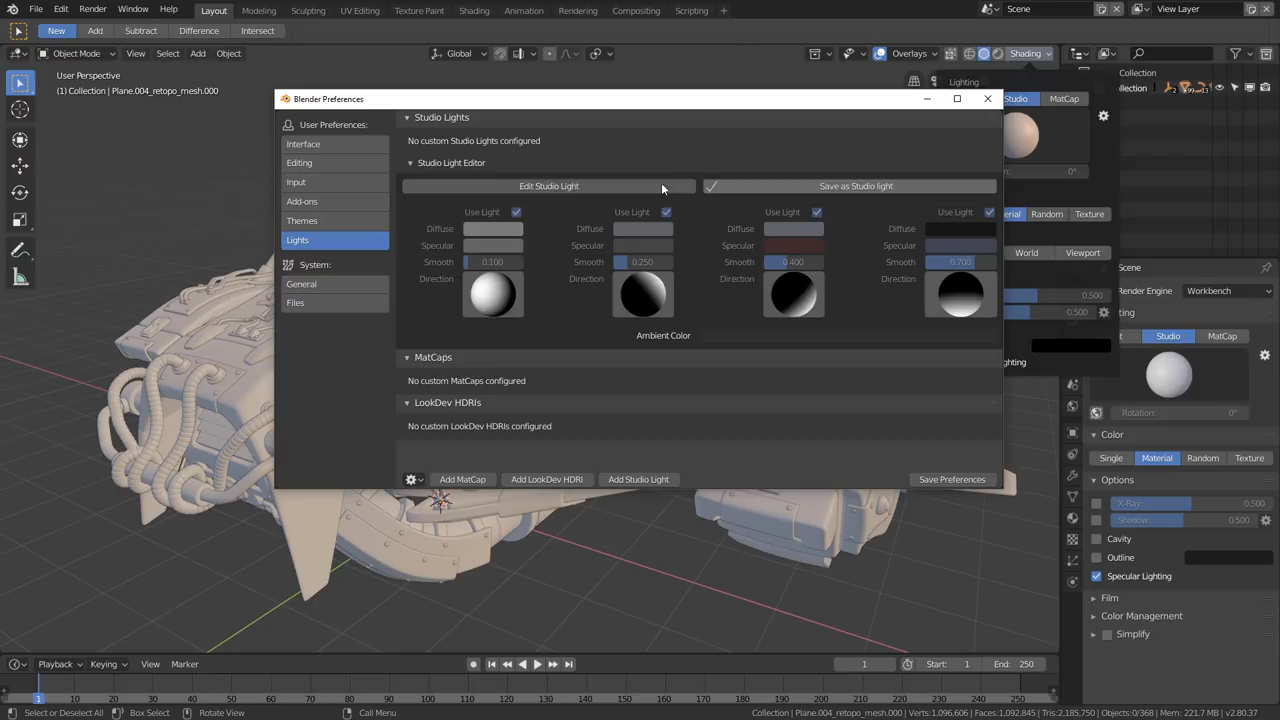 File Edit Render Window Help Layout Modeling Sculpting UV Editing Texture Paint Shading Animation Rendering Compositing Scripting + Scene View Layer
New Add Subtract Difference Intersect
Object Mode View Select Add Object Global Overlays Shading
User Perspective
(1) Collection | Plane.004_retopo_mesh.000
Lighting
Studio MatCap
Random Texture
World Viewport
0.500
0.500
Collection
Blender Preferences
User Preferences:
Interface
Editing
Input
Add-ons
Themes
Lights
System:
General
Files
Studio Lights
No custom Studio Lights configured
Studio Light Editor
Edit Studio Light Save as Studio light
Use Light Use Light Use Light Use Light
Diffuse Diffuse Diffuse Diffuse
Specular Specular Specular Specular
Smooth 0.100 Smooth 0.250 Smooth 0.400 Smooth 0.700
Direction Direction Direction Direction
Ambient Color
MatCaps
No custom MatCaps configured
LookDev HDRIs
No custom LookDev HDRIs configured
Add MatCap Add LookDev HDRI Add Studio Light Save Preferences
Scene
Render Engine Workbench
Studio MatCap
Rotation: 0°
Color
Single Material Random Texture
Options
X-Ray: 0.500
Shadow: 0.500
Cavity
Outline
Specular Lighting
Film
Color Management
Simplify
Playback Keying View Marker 1 Start: 1 End: 250
1 10 20 30 40 50 60 70 80 90 100 110 120 130 140 150 160 170 180 190 200 210 220 230 240 250
Select or Deselect All Box Select Rotate View Call Menu Collection | Plane.004_retopo_mesh.000 | Verts:1,096,606 | Faces:1,092,845 | Tris:2,185,750 | Objects:0/368 | Mem: 221.7 MB | v2.80.37